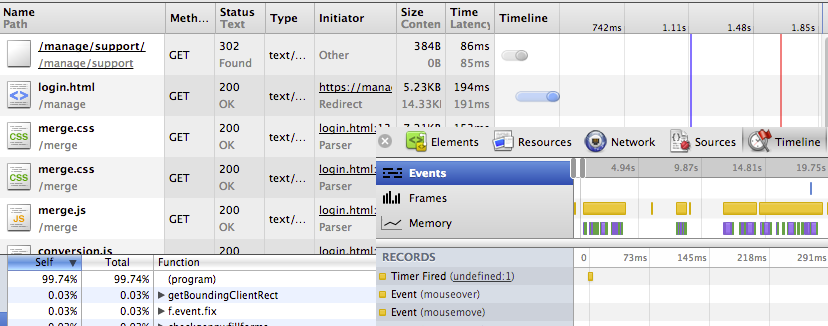 Name Meth... Status Type Initiator Size Time Timeline
Path Text Conten Latency 742ms 1.11s 1.48s 1.85s
/manage/support/ GET 302 text/... Other 384B 86ms
/manage/support Found 0B 85ms
login.html GET 200 text/... https://mana 5.23KB 194ms
/manage OK Redirect 14.33KB 191ms
merge.css GET 200 text/... login.html:
/merge OK Parser
Elements Resources Network Sources Timeline
merge.css GET 200 text/... login.html:
/merge OK Parser
Events 4.94s 9.87s 14.81s 19.75s
Frames
Memory
merge.js GET 200 text/... login.html:
/merge OK Parser
conversion.js 200 login.html:
RECORDS 0 73ms 145ms 218ms 291ms
Timer Fired (undefined:1)
Event (mouseover)
Event (mousemove)
Self Total Function
99.74% 99.74% (program)
0.03% 0.03% getBoundingClientRect
0.03% 0.03% f.event.fix
0.03% 0.03%